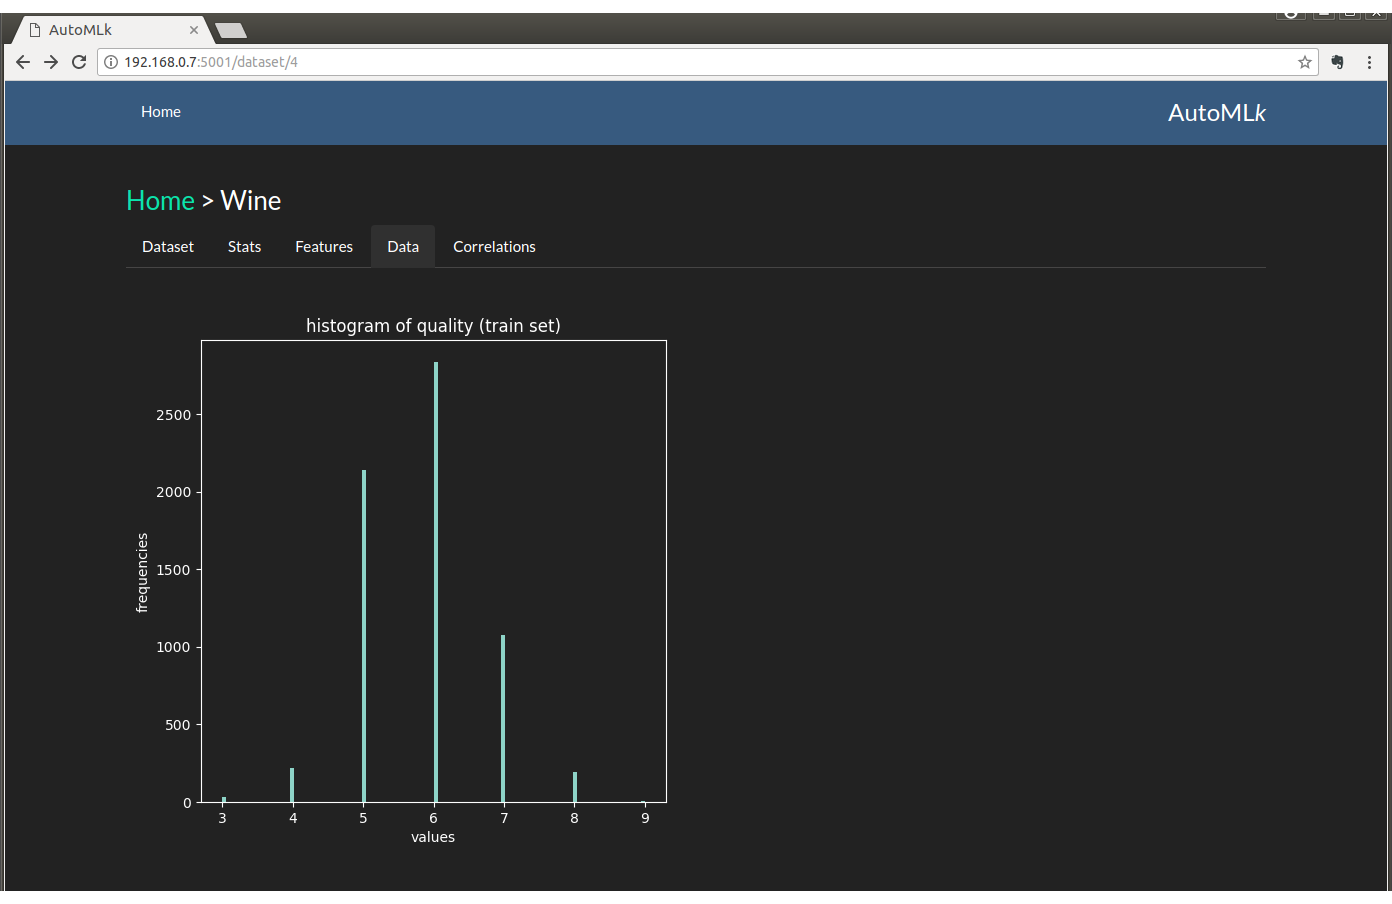 AutoMLk
192.168.0.7:5001/dataset/4
Home
AutoMLk
Home > Wine
Dataset
Stats
Features
Data
Correlations
histogram of quality (train set)
2500
2000
1500
1000
500
0
frequencies
3
4
5
6
7
8
9
values